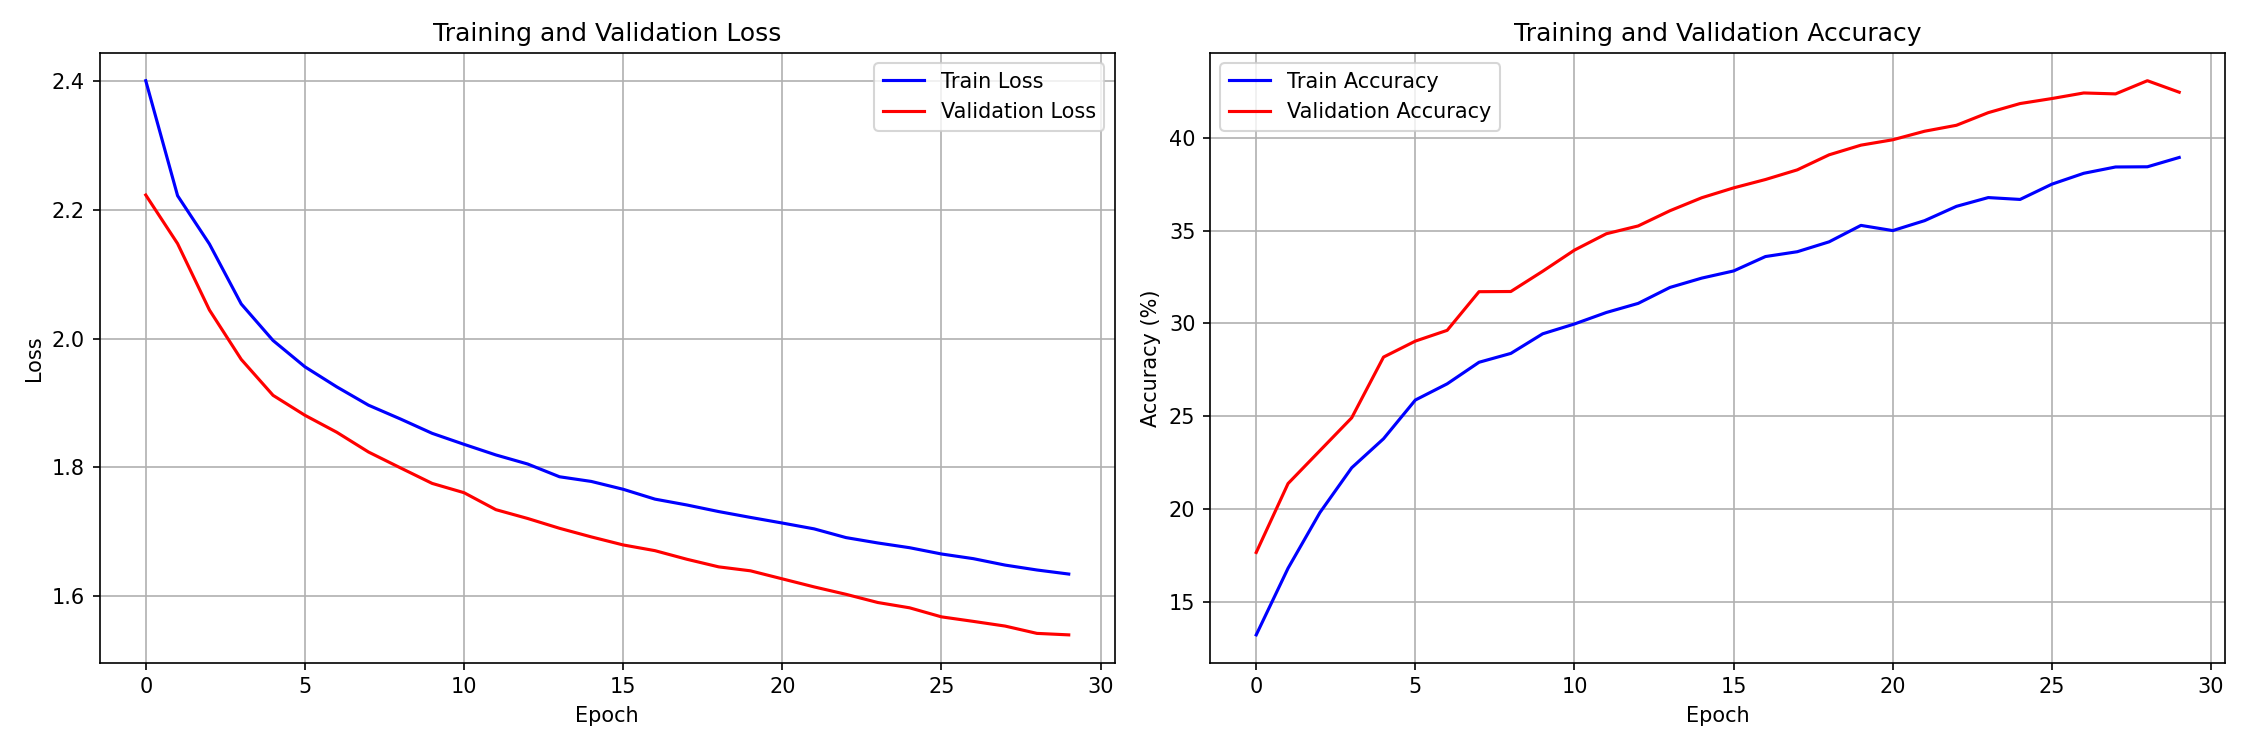 Training and Validation Loss
Train Loss
Validation Loss
2.4
2.2
2.0
1.8
1.6
Loss
0 5 10 15 20 25 30
Epoch
Training and Validation Accuracy
Train Accuracy
Validation Accuracy
40
35
30
25
20
15
Accuracy (%)
0 5 10 15 20 25 30
Epoch